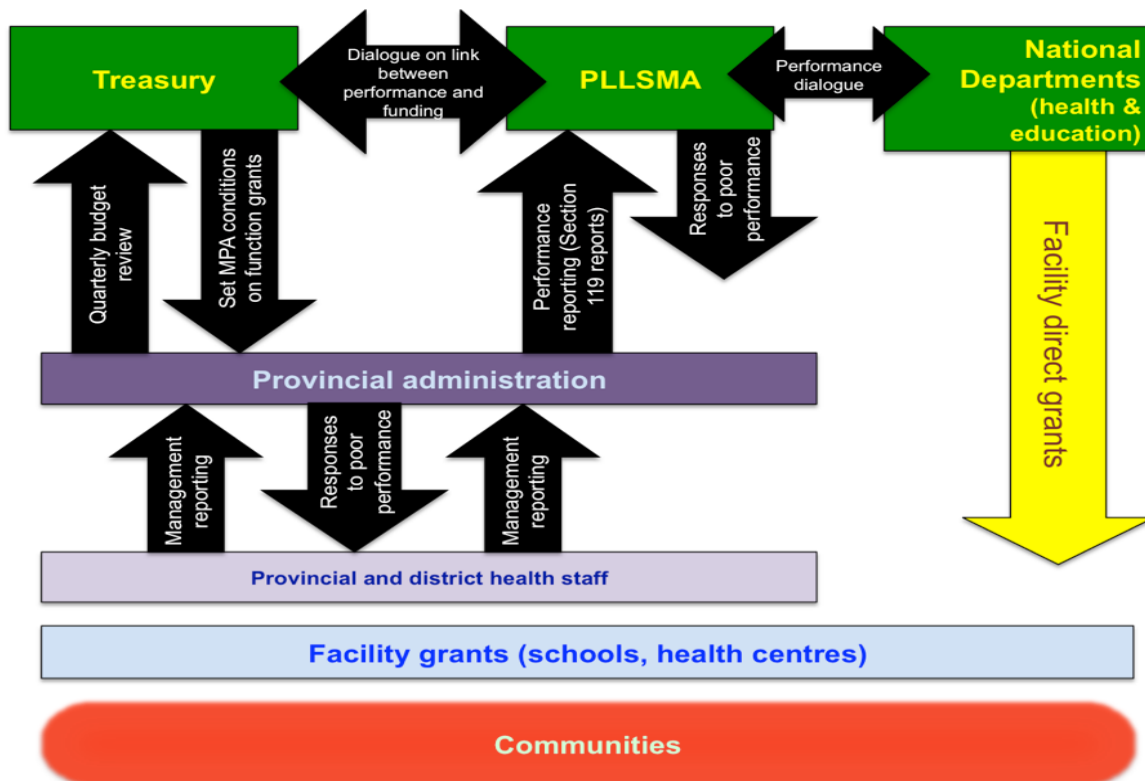 Treasury
Dialogue on link
between
performance and
funding
PLLSMA
Performance
dialogue
National
Departments
(health &
education)
Quarterly budget
review
Set MPA conditions
on function grants
Performance
reporting (Section
119 reports)
Responses
to poor
performance
Facility direct grants
Provincial administration
Management
reporting
Responses
to poor
performance
Management
reporting
Provincial and district health staff
Facility grants (schools, health centres)
Communities